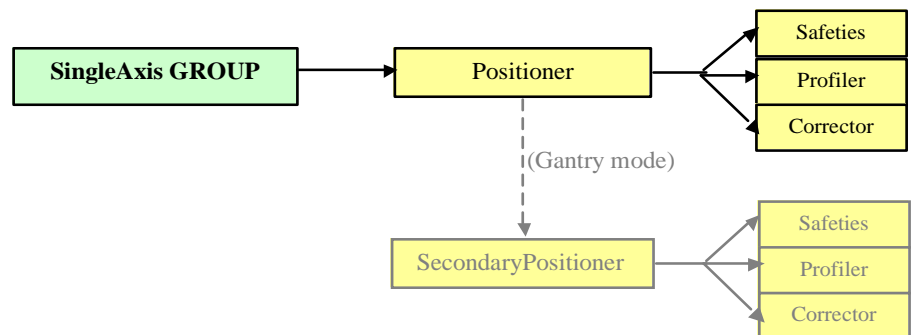 Safeties
SingleAxis GROUP
Positioner
Profiler
Corrector
(Gantry mode)
Safeties
SecondaryPositioner
Profiler
Corrector